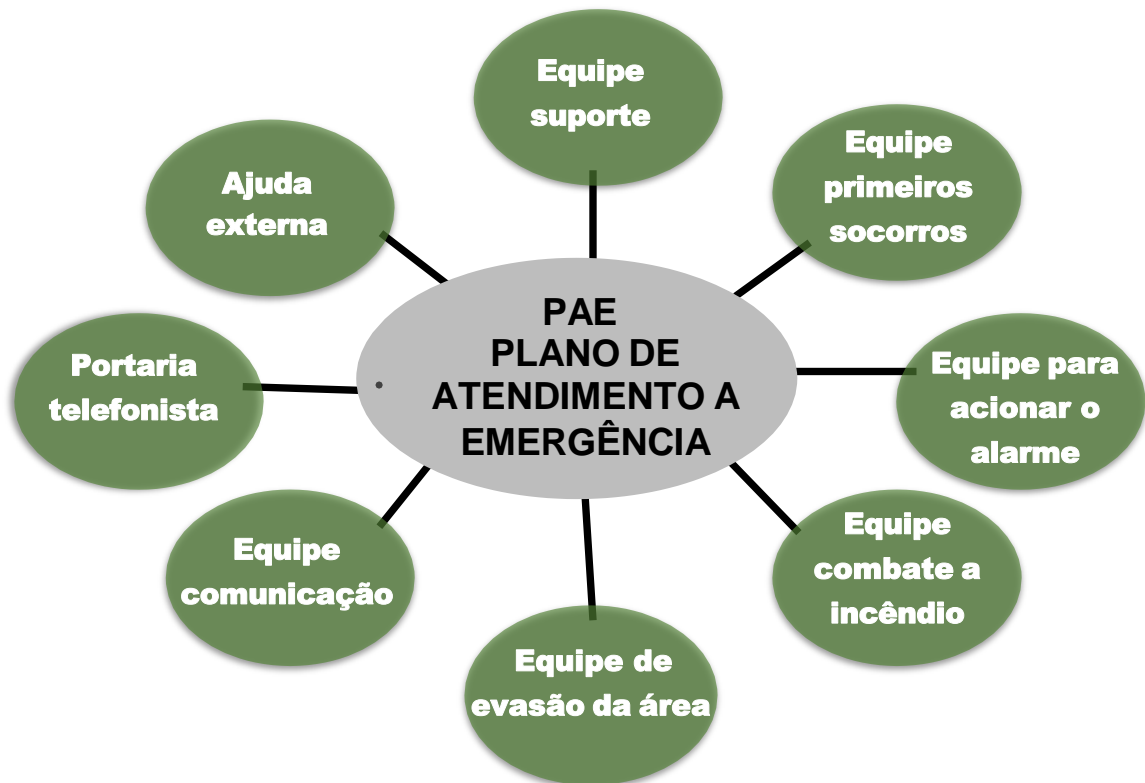 Equipe
suporte
Equipe
primeiros
socorros
Ajuda
externa
PAE
PLANO DE
ATENDIMENTO A
EMERGÊNCIA
Equipe para
acionar o
alarme
Portaria
telefonista
Equipe
combate a
incêndio
Equipe
comunicação
Equipe de
evasão da área